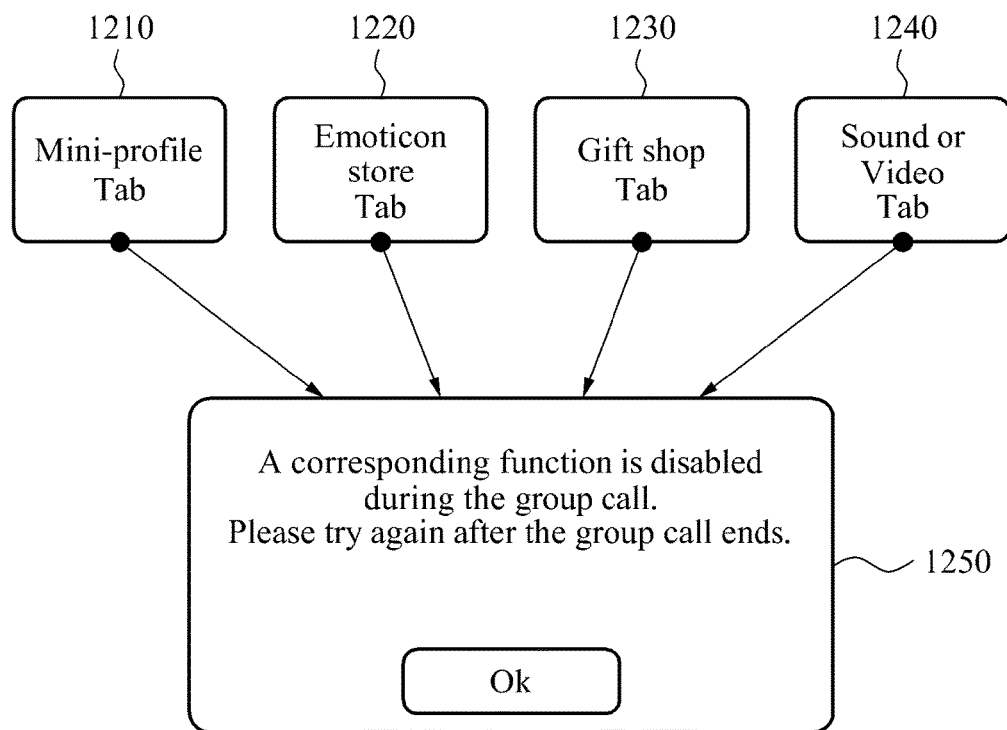 1210
1220
1230
1240
Mini-profile
Tab
Emoticon
store
Tab
Gift shop
Tab
Sound or
Video
Tab
A corresponding function is disabled
during the group call.
Please try again after the group call ends.
1250
Ok